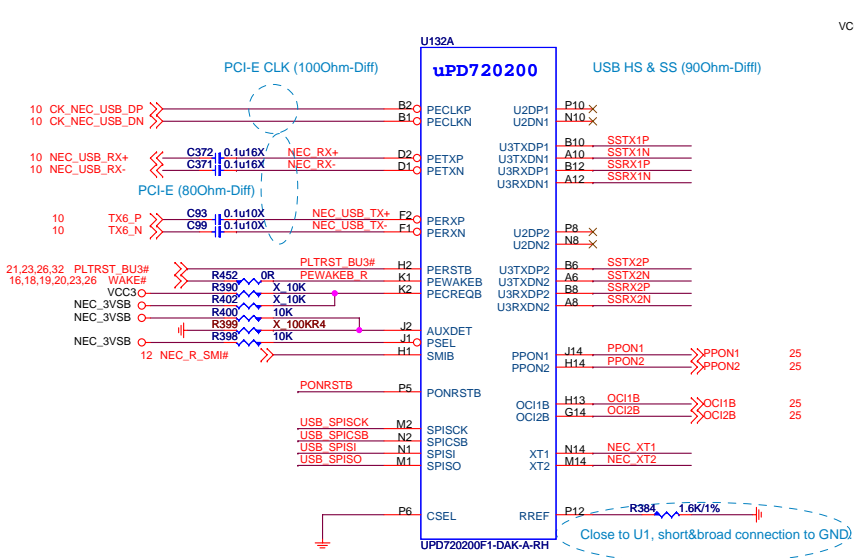 VC
U132A
PCI-E CLK (100Ohm-Diff)
uPD720200
USB HS & SS (90Ohm-Diffl)
10 CK_NEC_USB_DP B2 PECLKP U2DP1 P10
10 CK_NEC_USB_DN B1 PECLKN U2DN1 N10
U3TXDP1 B10 SSTX1P
10 NEC_USB_RX+ C372 0.1u16X NEC_RX+ D2 PETXP U3TXDN1 A10 SSTX1N
10 NEC_USB_RX- C371 0.1u16X NEC_RX- D1 PETXN U3RXDP1 B12 SSRX1P
U3RXDN1 A12 SSRX1N
PCI-E (80Ohm-Diff)
10 TX6_P C93 0.1u10X NEC_USB_TX+ F2 PERXP U2DP2 P8
10 TX6_N C99 0.1u10X NEC_USB_TX- F1 PERXN U2DN2 N8
21,23,26,32 PLTRST_BU3# PLTRST_BU3# H2 PERSTB U3TXDP2 B6 SSTX2P
16,18,19,20,23,26 WAKE# R452 0R PEWAKEB_R K1 PEWAKEB U3TXDN2 A6 SSTX2N
VCC3 R390 X_10K K2 PECREQB U3RXDP2 B8 SSRX2P
NEC_3VSB R402 X_10K U3RXDN2 A8 SSRX2N
NEC_3VSB R400 10K
R399 X_100KR4 J2 AUXDET
NEC_3VSB R398 10K J1 PSEL
12 NEC_R_SMI# H1 SMIB PPON1 J14 PPON1 PPON1 25
PPON2 H14 PPON2 PPON2 25
PONRSTB P5 PONRSTB
OCI1B H13 OCI1B OCI1B 25
OCI2B G14 OCI2B OCI2B 25
USB_SPISCK M2 SPISCK
USB_SPICSB N2 SPICSB
USB_SPISI N1 SPISI XT1 N14 NEC_XT1
USB_SPISO M1 SPISO XT2 M14 NEC_XT2
P6 CSEL RREF P12 R384 1.6K/1%
Close to U1, short&broad connection to GND.
UPD720200F1-DAK-A-RH